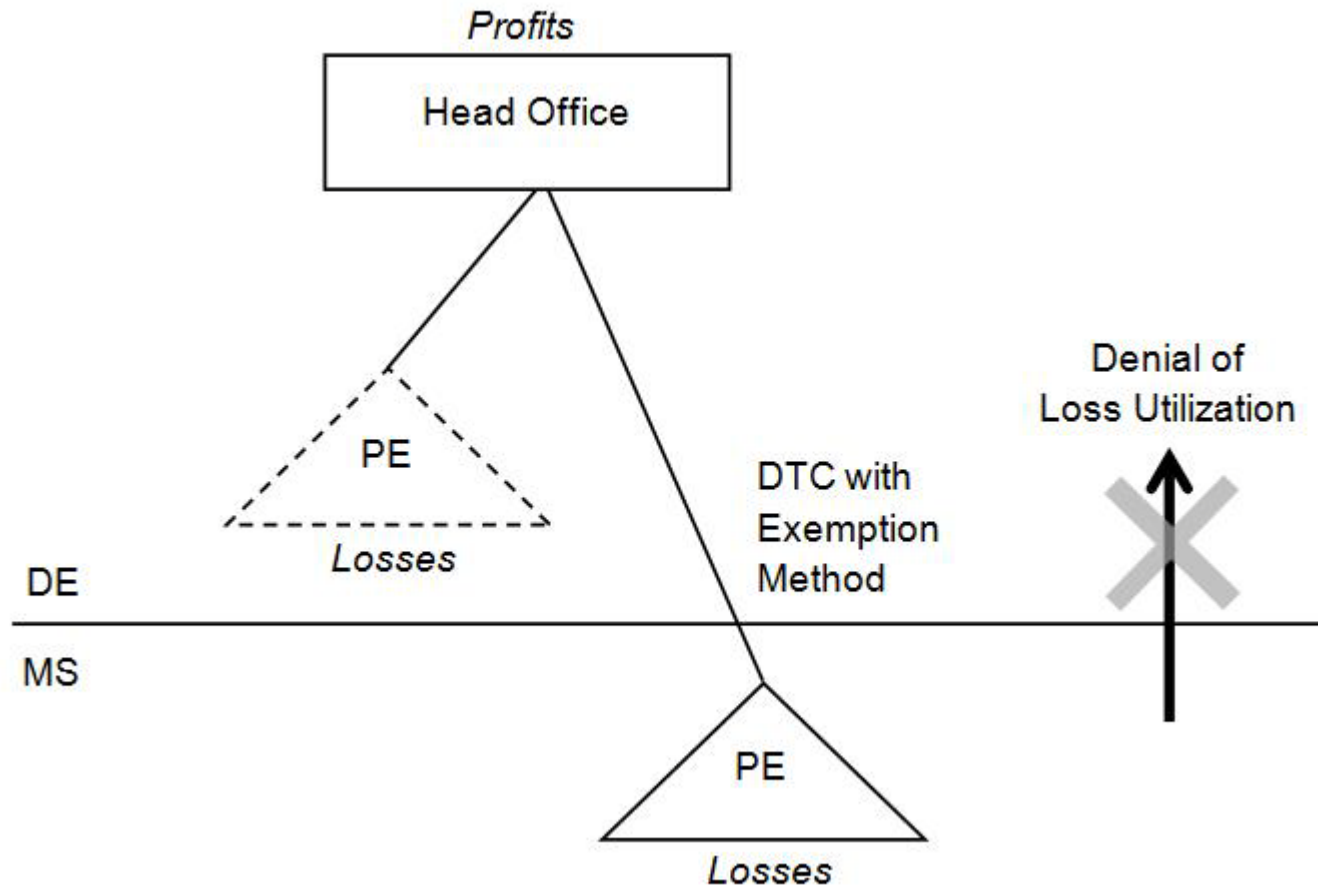 Profits
Head Office
PE
Losses
DE
MS
DTC with
Exemption
Method
Denial of
Loss Utilization
PE
Losses